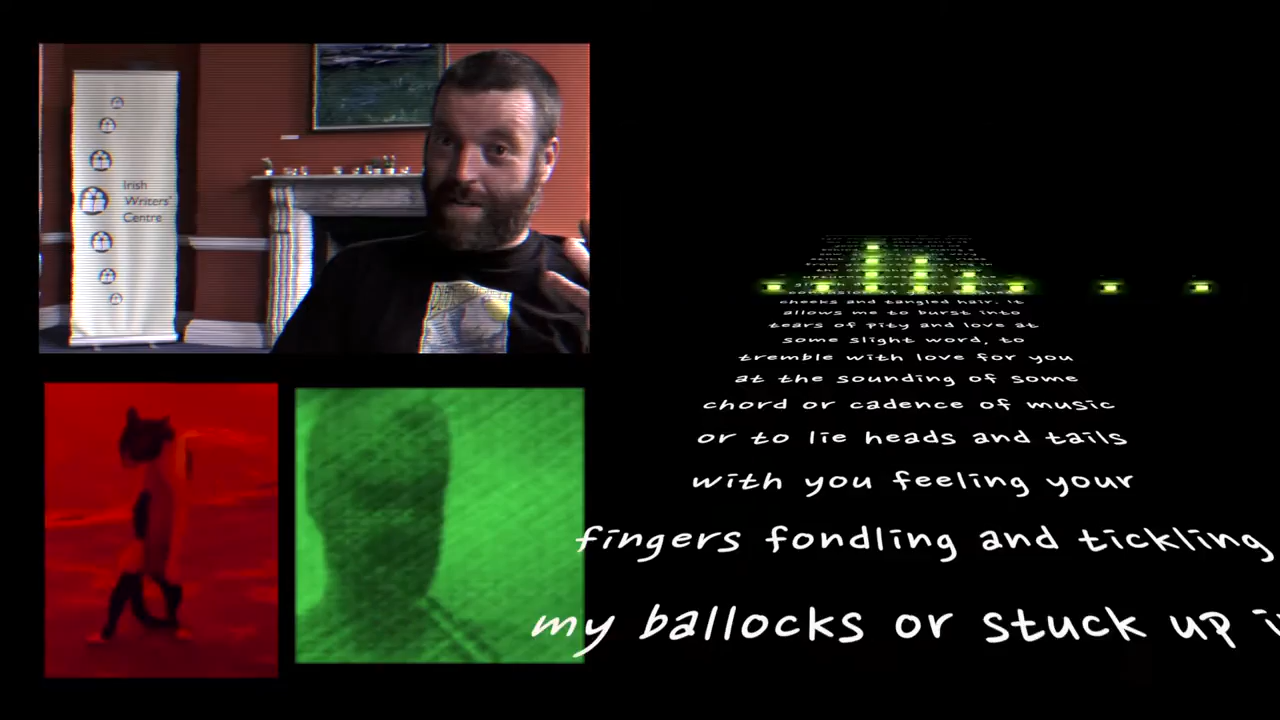 Irish
Writers'
Centre
cheeks and tangled hair. It
allows me to burst into
tears of pity and love at
some slight word, to
tremble with love for you
at the sounding of some
chord or cadence of music
or to lie heads and tails
with you feeling your
fingers fondling and tickling
my ballocks or stuck up